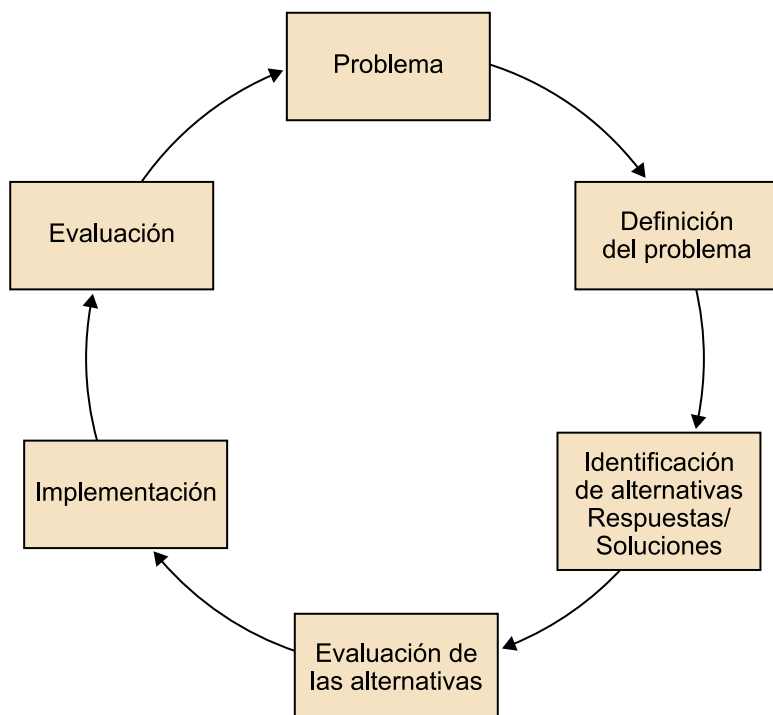 Problema
Definición
del problema
Identificación
de alternativas
Respuestas/
Soluciones
Evaluación de
las alternativas
Implementación
Evaluación